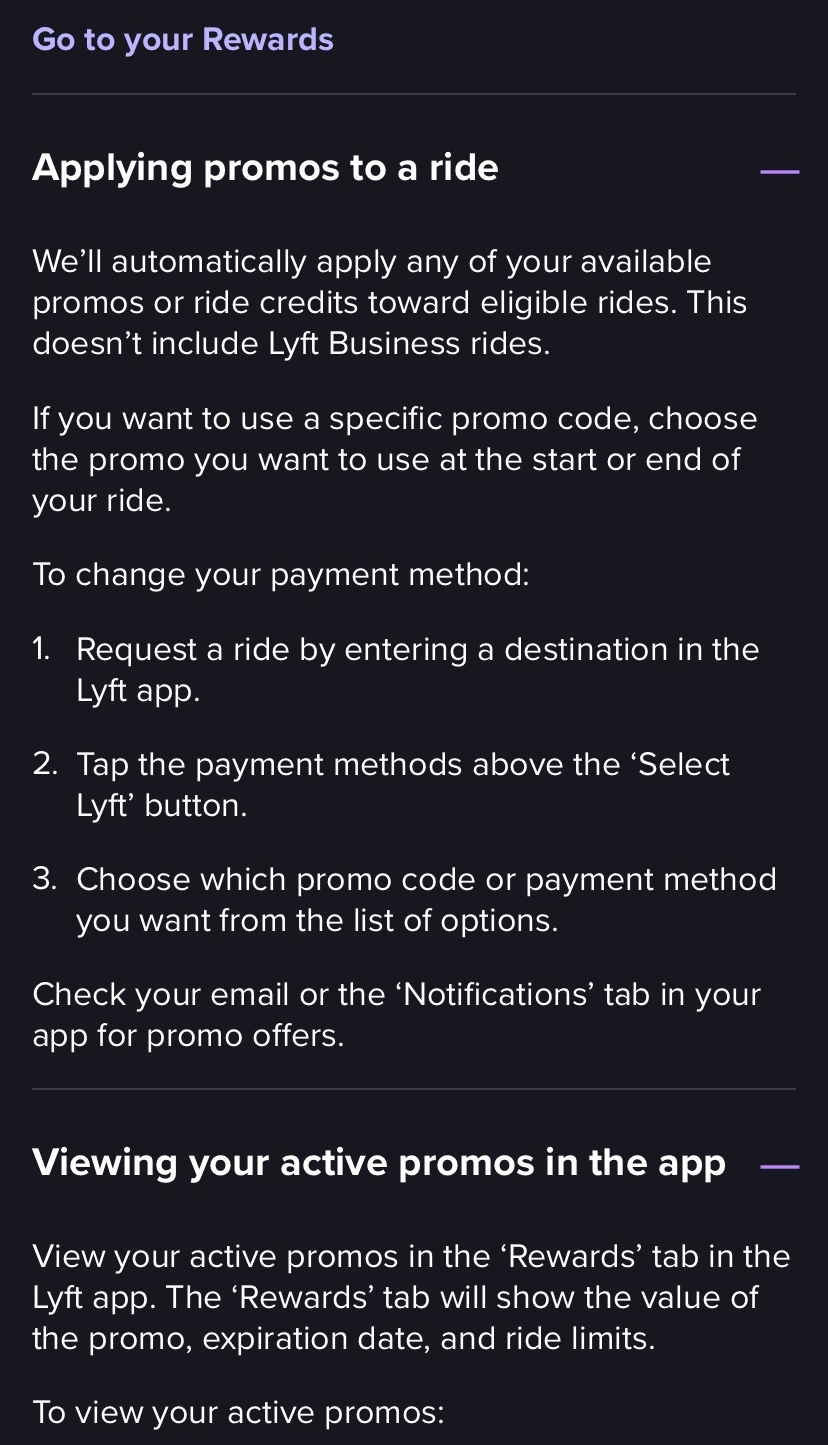 Go to your Rewards
Applying promos to a ride
We’ll automatically apply any of your available
promos or ride credits toward eligible rides. This
doesn’t include Lyft Business rides.
If you want to use a specific promo code, choose
the promo you want to use at the start or end of
your ride.
To change your payment method:
1. Request a ride by entering a destination in the
Lyft app.
2. Tap the payment methods above the ‘Select
Lyft’ button.
3. Choose which promo code or payment method
you want from the list of options.
Check your email or the ‘Notifications’ tab in your
app for promo offers.
Viewing your active promos in the app
View your active promos in the ‘Rewards’ tab in the
Lyft app. The ‘Rewards’ tab will show the value of
the promo, expiration date, and ride limits.
To view your active promos: